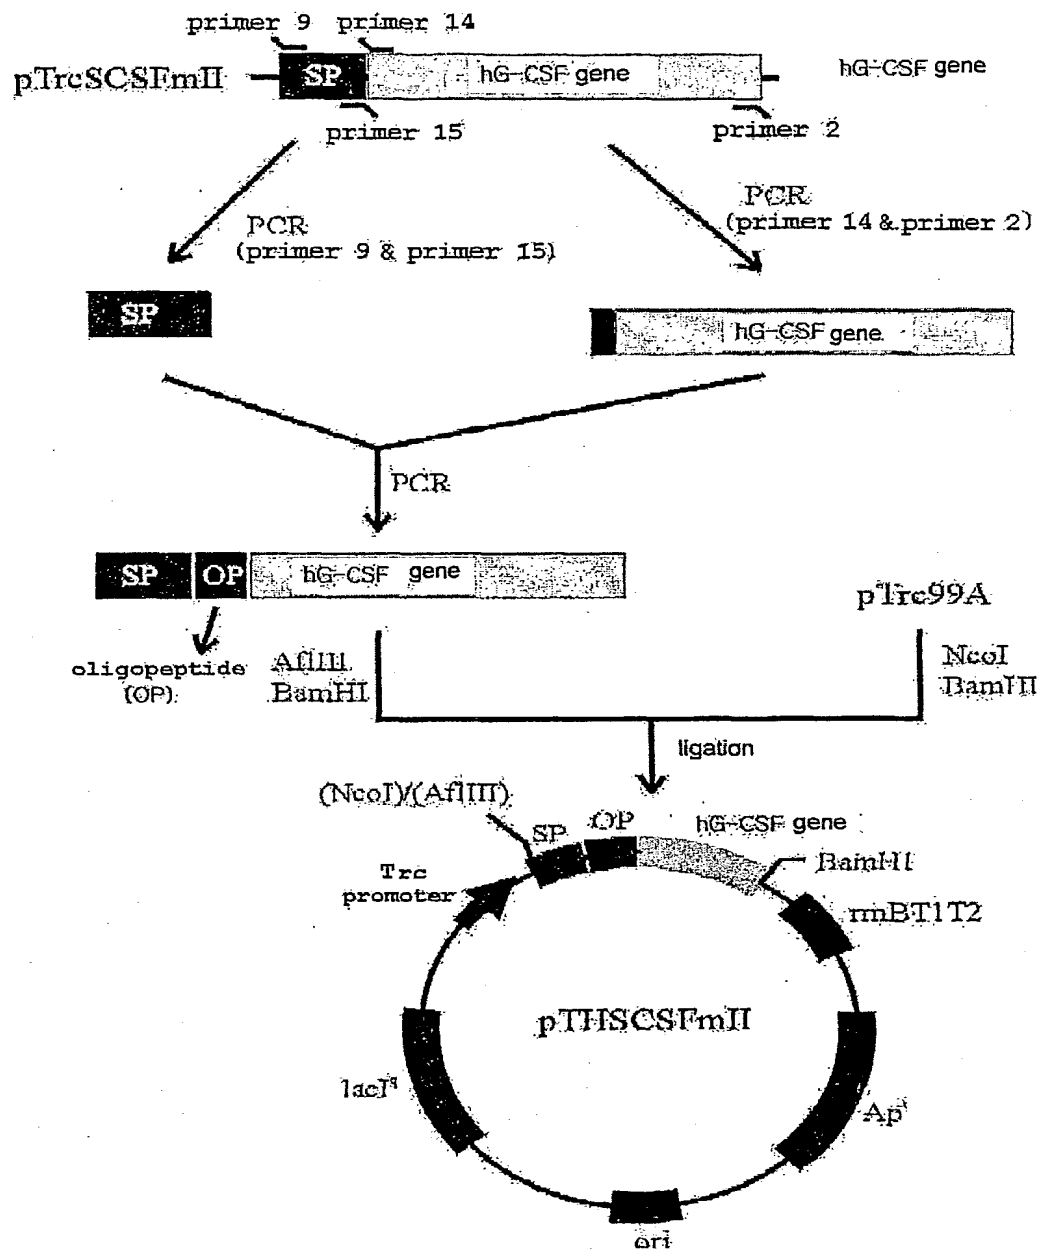 primer 9 primer 14
pTrcSCSFmII SP hG-CSF gene hG-CSF gene
primer 15 primer 2
PCR
(primer 9 & primer 15)
PCR
(primer 14 & primer 2)
SP
hG-CSF gene
PCR
SP OP hG-CSF gene
pTrc99A
oligopeptide
(OP)
AflIII
BamHI
NcoI
BamHI
ligation
(NcoI)/(AflIII)
SP OP hG-CSF gene
BamHI
Trc
promoter
rrnBT1T2
pTHSCSFmII
lacIq
Apr
ori